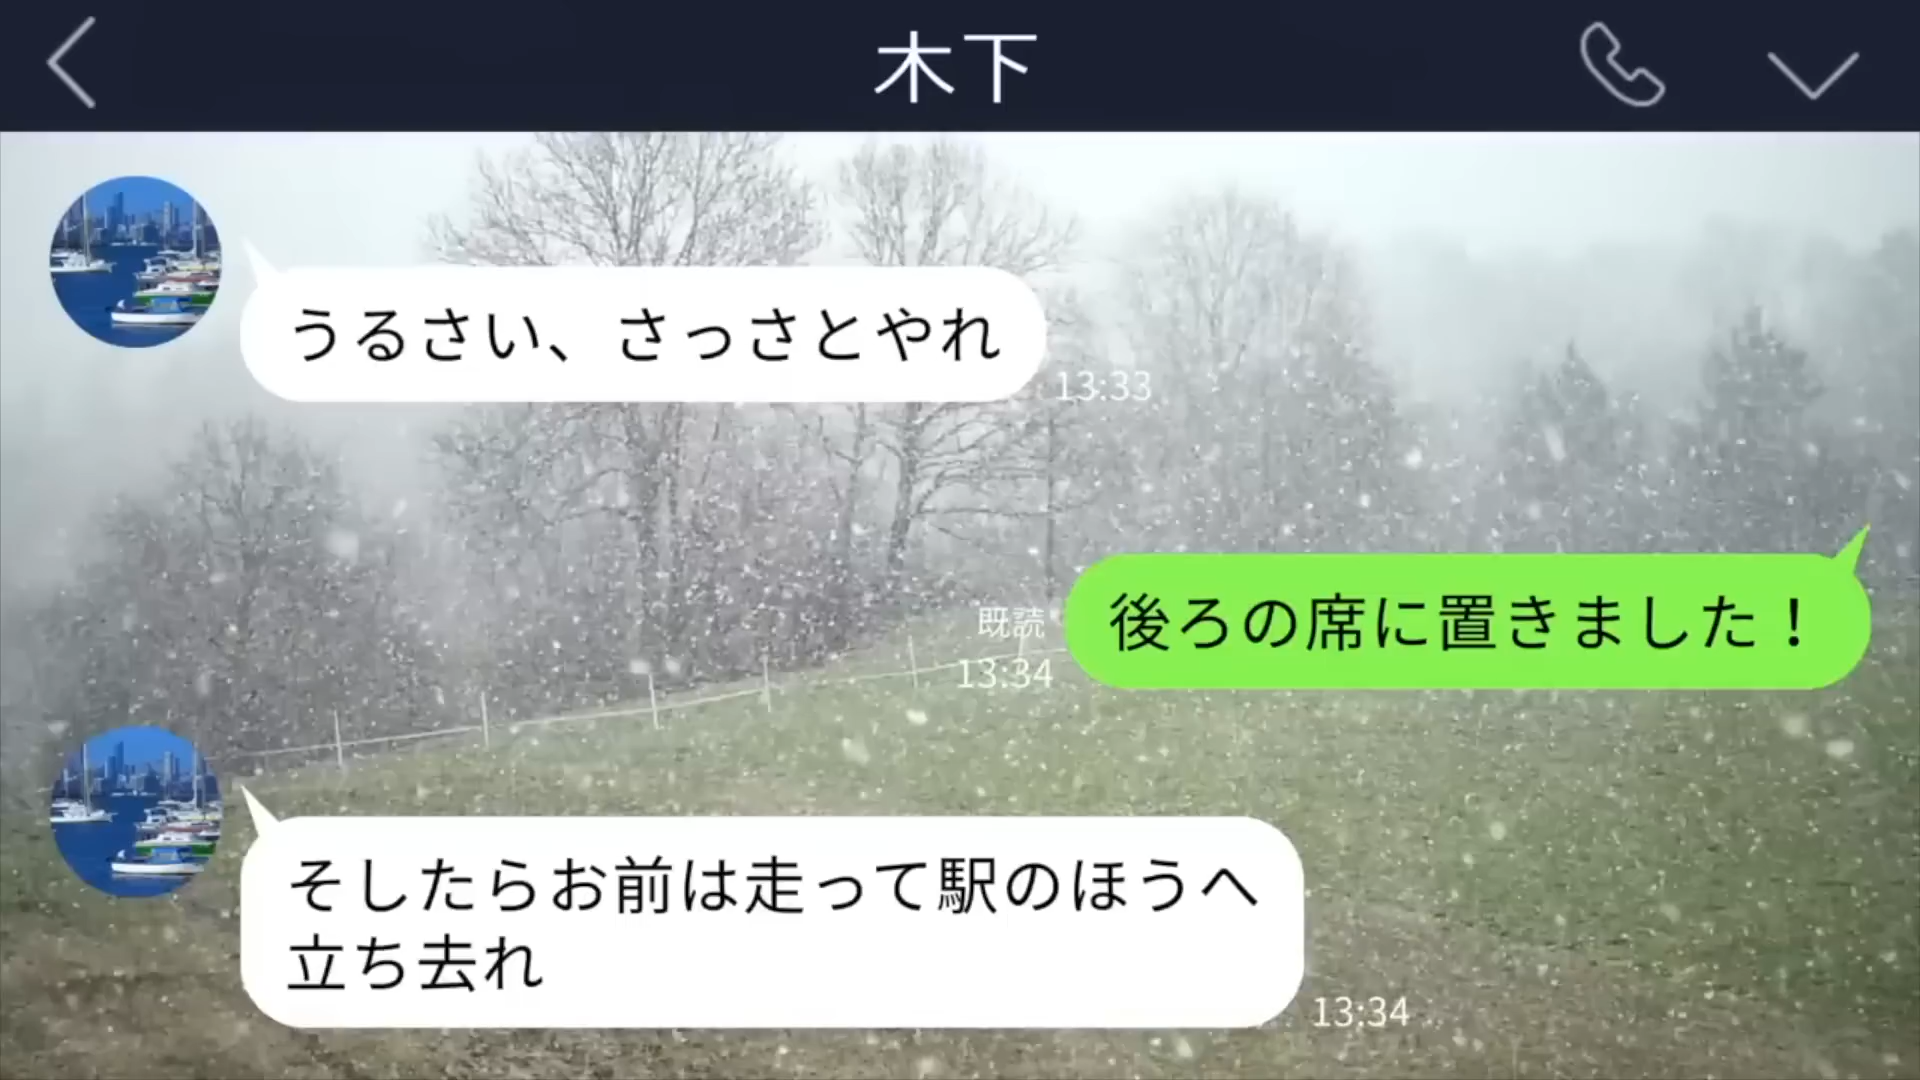 木下
うるさい、さっさとやれ
13:33
後ろの席に置きました！
既読
13:34
そしたらお前は走って駅のほうへ
立ち去れ
13:34